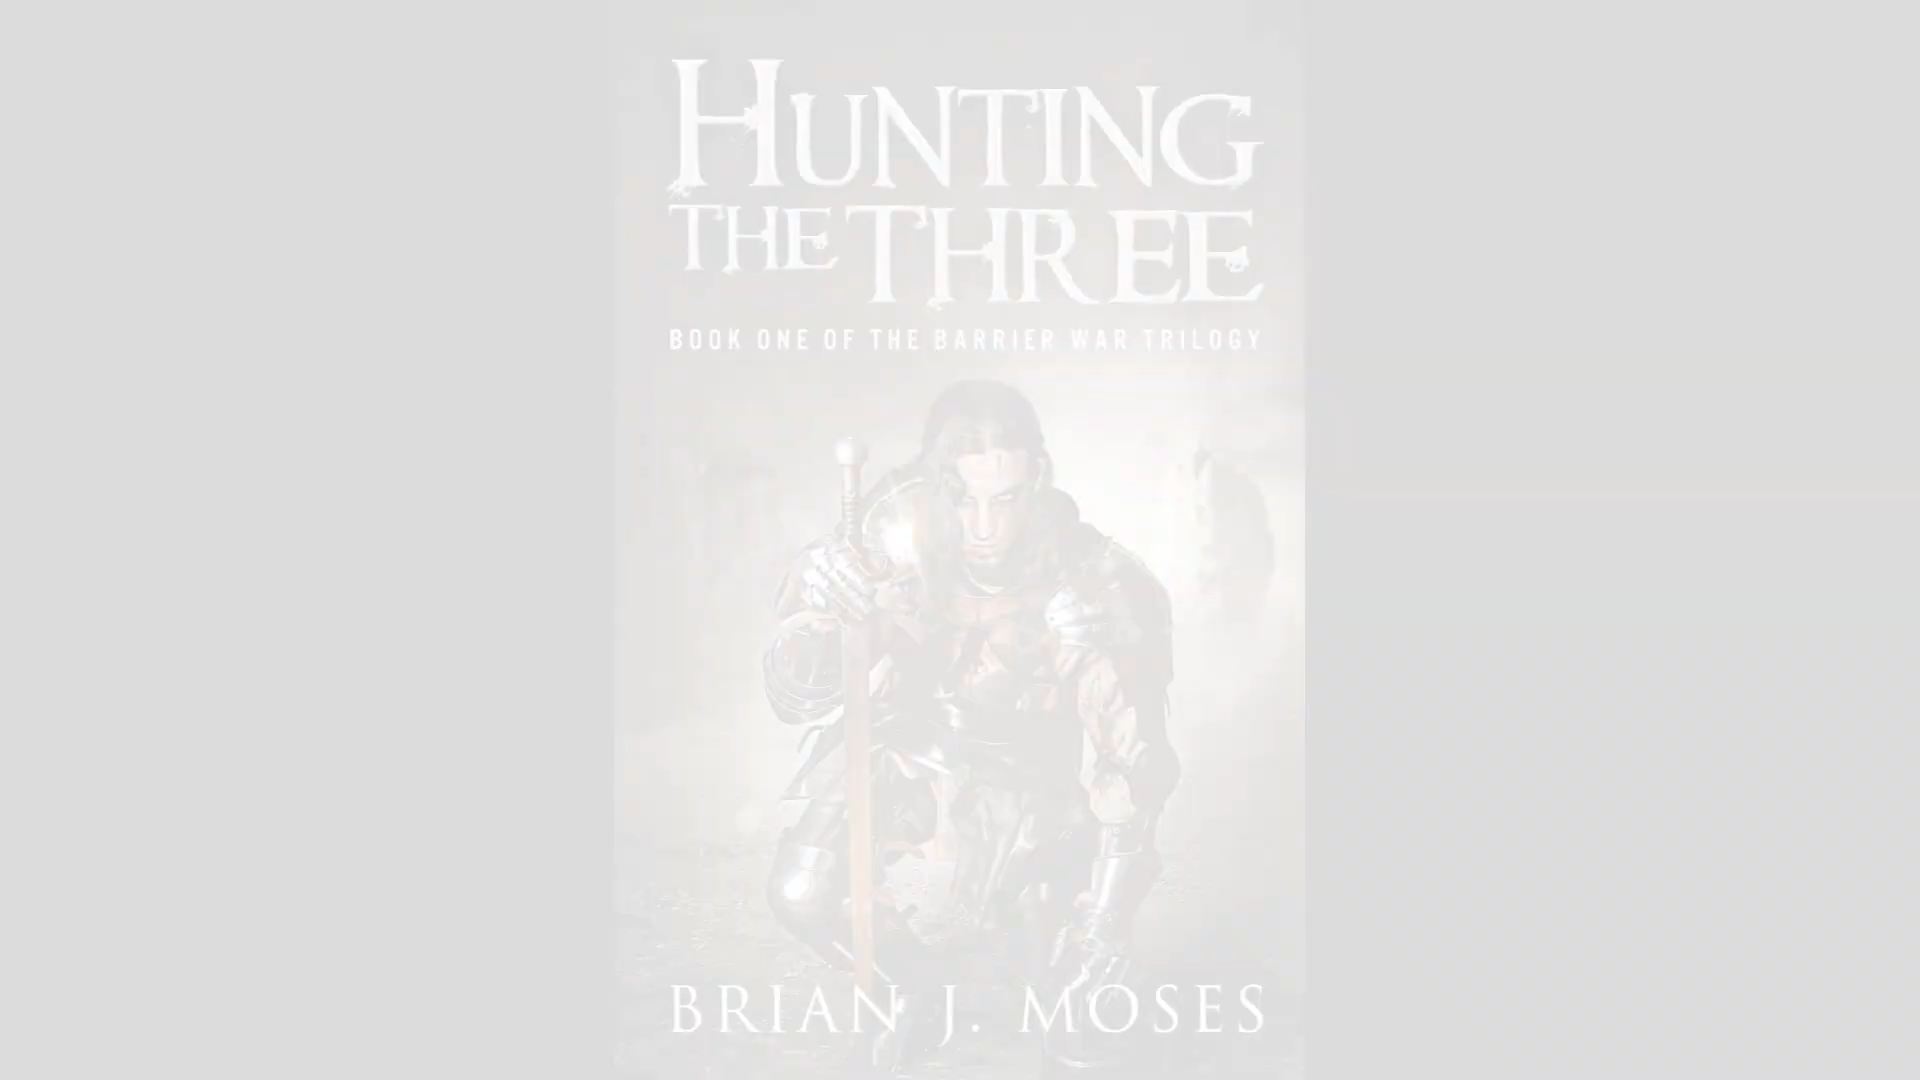 HUNTING
THE THREE
BOOK ONE OF THE BARRIER WAR TRILOGY
BRIAN J. MOSES